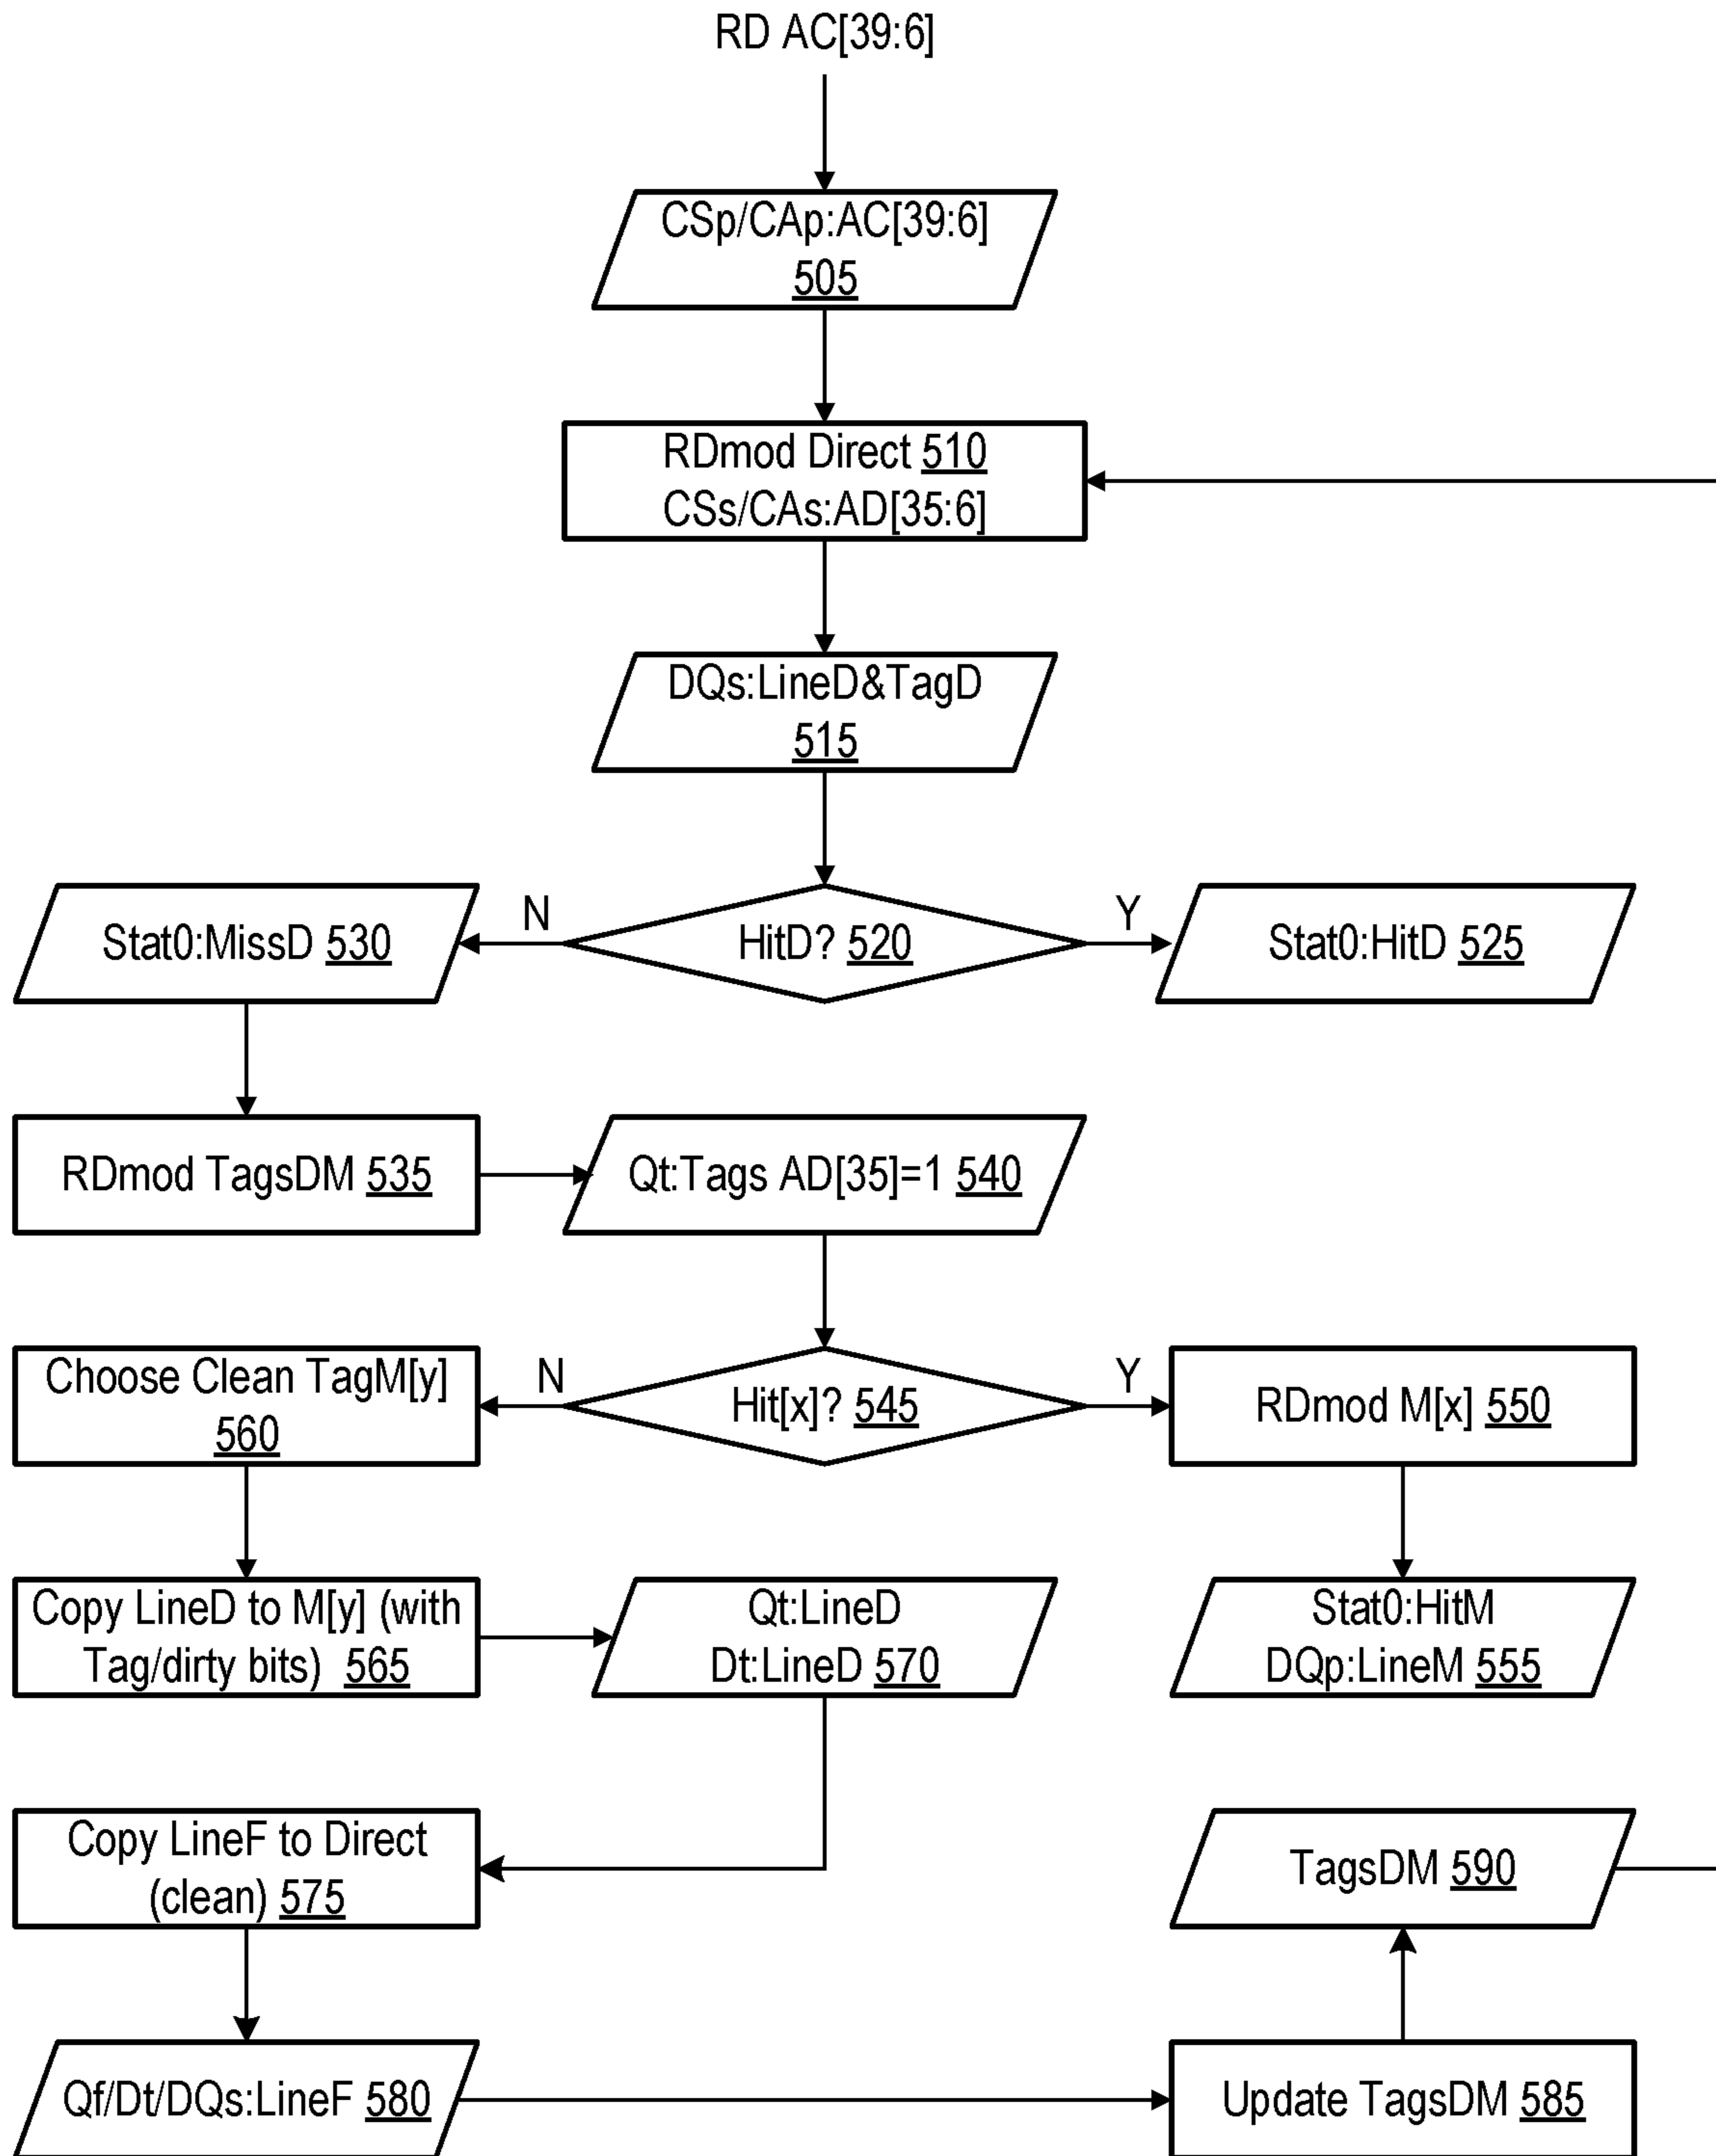 RD AC[39:6]
CSp/CAp:AC[39:6]
505
RDmod Direct 510
CSs/CAs:AD[35:6]
DQs:LineD&TagD
515
Stat0:MissD 530
N
HitD? 520
Y
Stat0:HitD 525
RDmod TagsDM 535
Qt:Tags AD[35]=1 540
Choose Clean TagM[y]
560
N
Hit[x]? 545
Y
RDmod M[x] 550
Copy LineD to M[y] (with
Tag/dirty bits) 565
Qt:LineD
Dt:LineD 570
Stat0:HitM
DQp:LineM 555
Copy LineF to Direct
(clean) 575
TagsDM 590
Qf/Dt/DQs:LineF 580
Update TagsDM 585